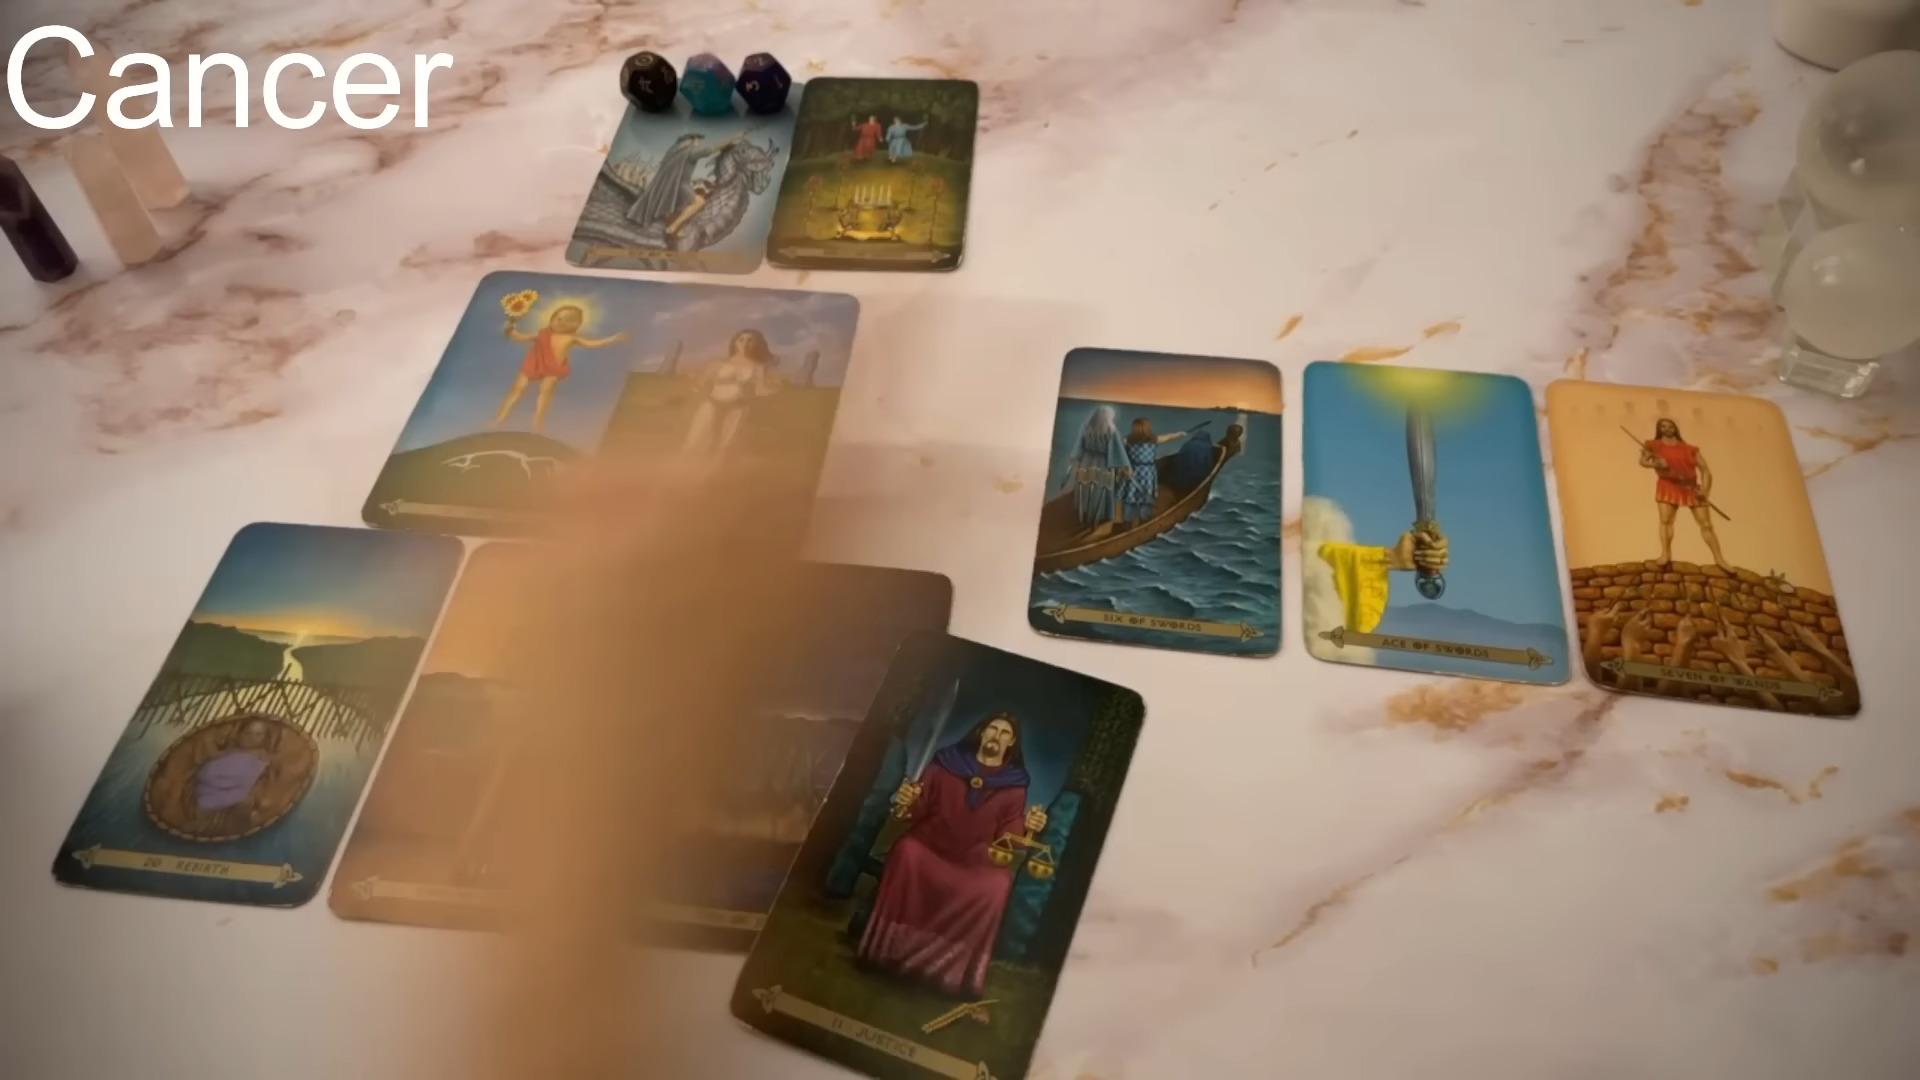 Cancer
SIX OF SWORDS
ACE OF SWORDS
SEVEN OF WANDS
20 · REBIRTH
11 · JUSTICE